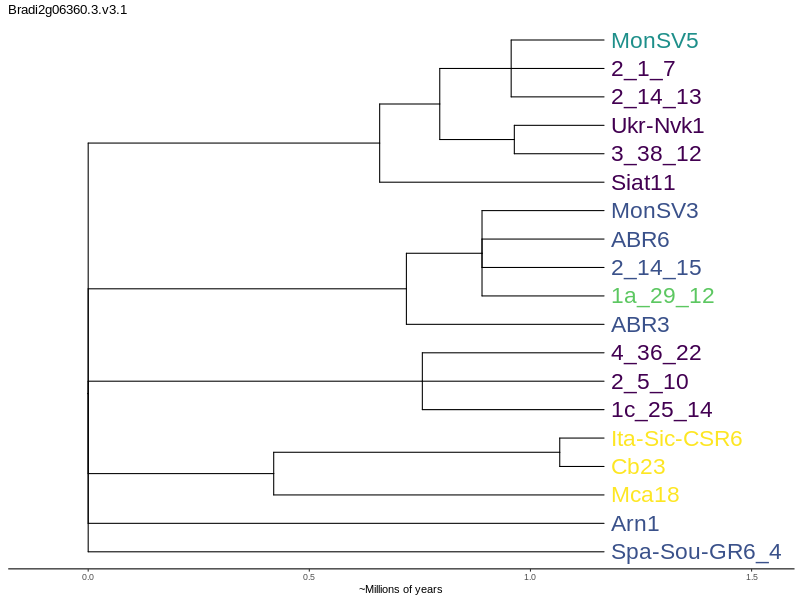 Bradi2g06360.3.v3.1
MonSV5
2_1_7
2_14_13
Ukr-Nvk1
3_38_12
Siat11
MonSV3
ABR6
2_14_15
1a_29_12
ABR3
4_36_22
2_5_10
1c_25_14
Ita-Sic-CSR6
Cb23
Mca18
Arn1
Spa-Sou-GR6_4
0.0 0.5 1.0 1.5
~Millions of years